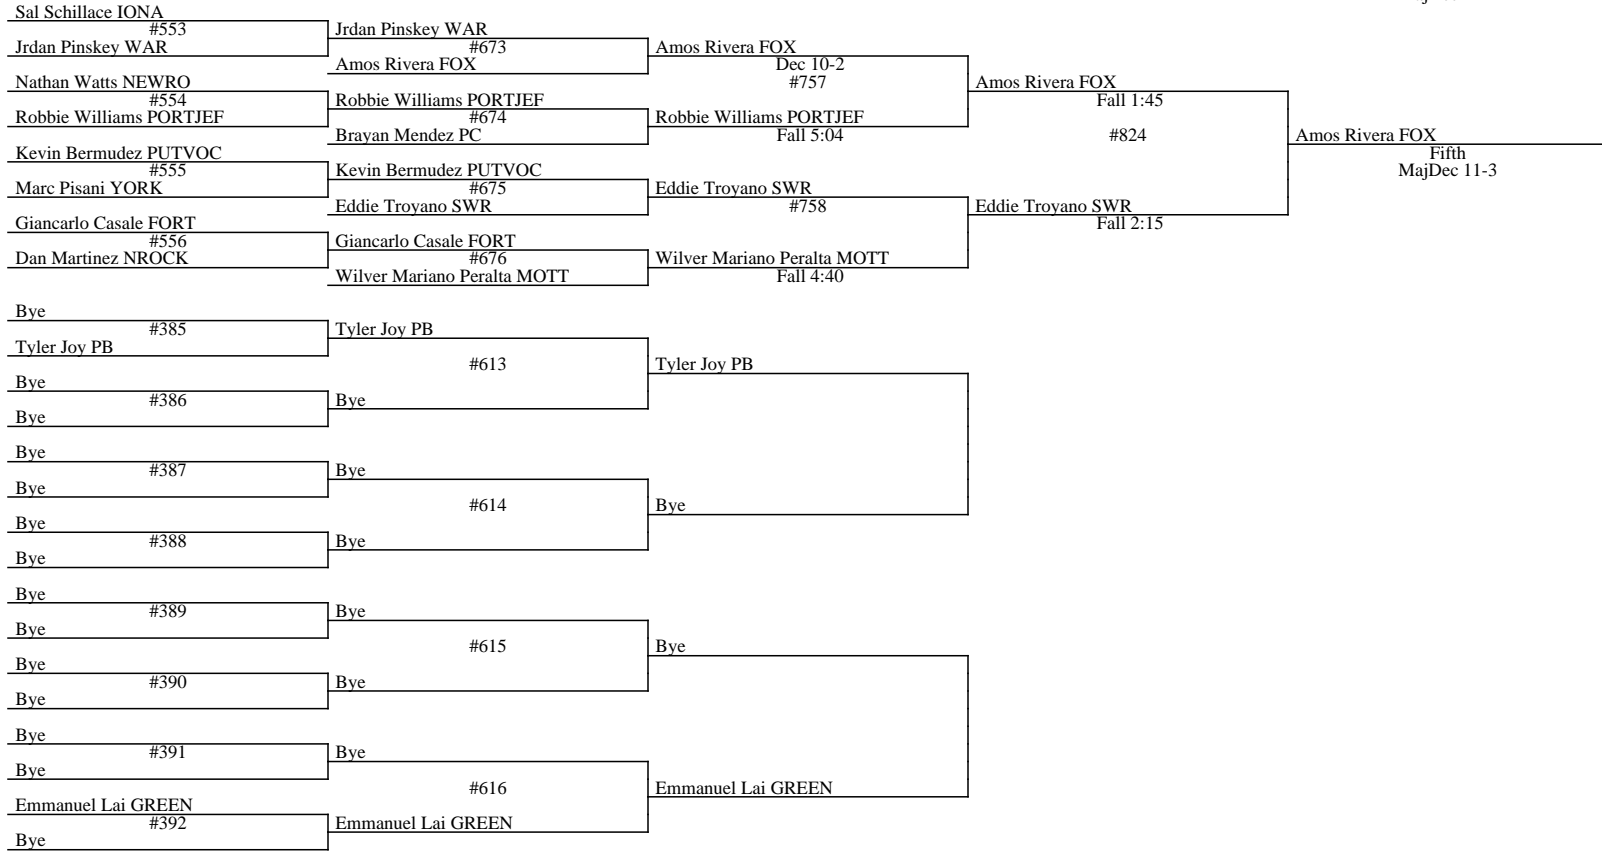 Sal Schillace IONA
#553
Jrdan Pinskey WAR
Jrdan Pinskey WAR
#673
Amos Rivera FOX
Amos Rivera FOX
Dec 10-2
#757
Nathan Watts NEWRO
#554
Robbie Williams PORTJEF
Robbie Williams PORTJEF
#674
Brayan Mendez PC
Robbie Williams PORTJEF
Fall 5:04
Amos Rivera FOX
Fall 1:45
#824
Amos Rivera FOX
Fifth
MajDec 11-3
Kevin Bermudez PUTVOC
#555
Marc Pisani YORK
Kevin Bermudez PUTVOC
#675
Eddie Troyano SWR
Eddie Troyano SWR
#758
Eddie Troyano SWR
Fall 2:15
Giancarlo Casale FORT
#556
Dan Martinez NROCK
Giancarlo Casale FORT
#676
Wilver Mariano Peralta MOTT
Wilver Mariano Peralta MOTT
Fall 4:40
Bye
#385
Tyler Joy PB
Tyler Joy PB
#613
Tyler Joy PB
Bye
#386
Bye
Bye
Bye
#387
Bye
Bye
#614
Bye
Bye
#388
Bye
Bye
Bye
#389
Bye
Bye
#615
Bye
Bye
#390
Bye
Bye
Bye
#391
Bye
Bye
#616
Emmanuel Lai GREEN
Emmanuel Lai GREEN
#392
Bye
Emmanuel Lai GREEN